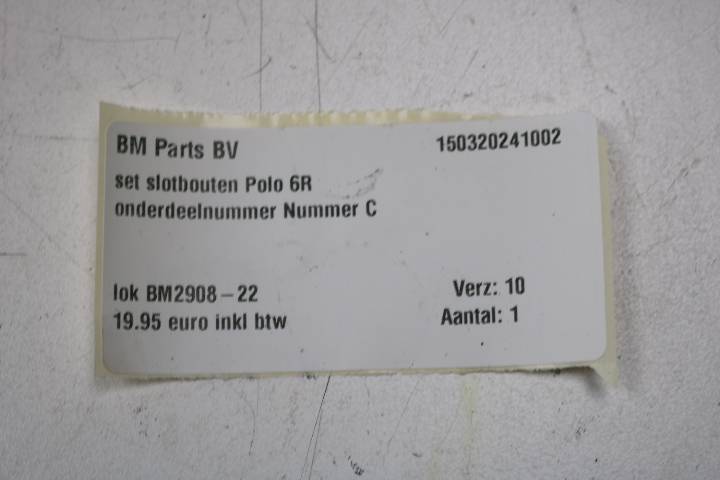 BM Parts BV 150320241002
set slotbouten Polo 6R
onderdeelnummer Nummer C
lok BM2908-22 Verz: 10
19.95 euro inkl btw Aantal: 1